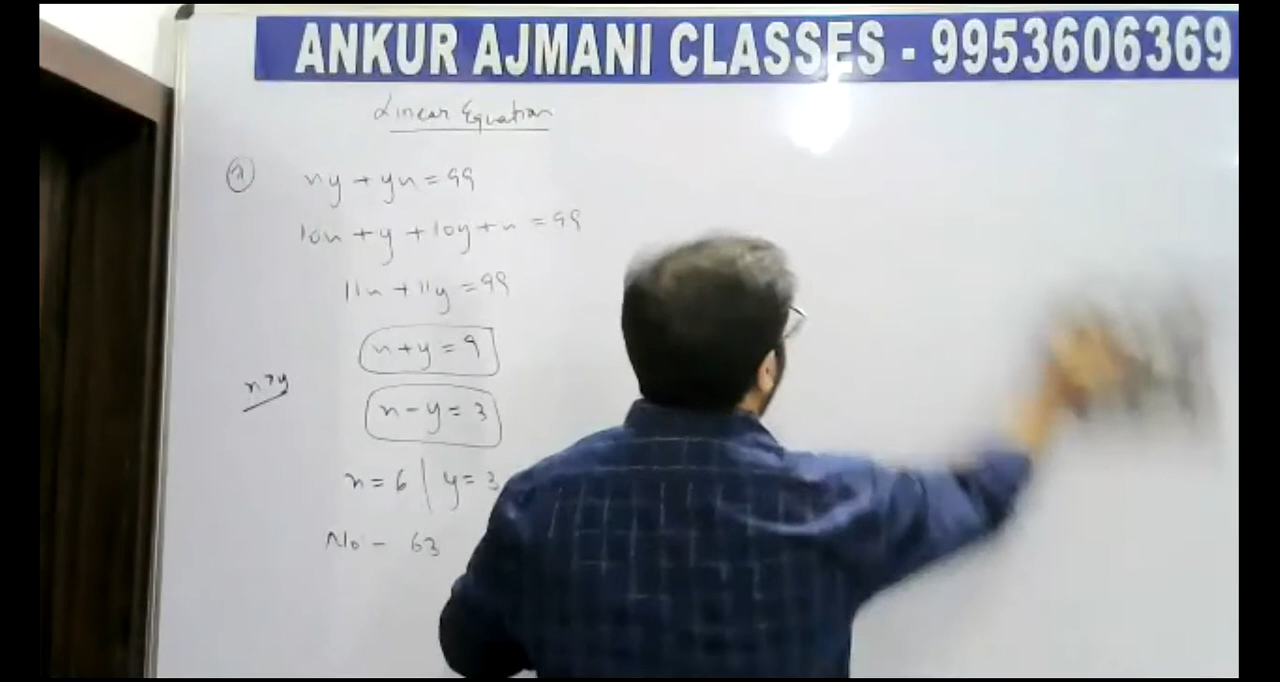 ANKUR AJMANI CLASSES - 9953606369
Linear Equation
xy + yx = 99
10x + y + 10y + x = 99
11x + 11y = 99
x + y = 9
x > y
x - y = 3
x = 6 | y = 3
No - 63